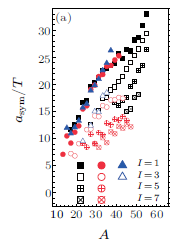 (a)
a_sym/T
30
25
20
15
10
5
0
I = 1
I = 3
I = 5
I = 7
10 20 30 40 50 60
A